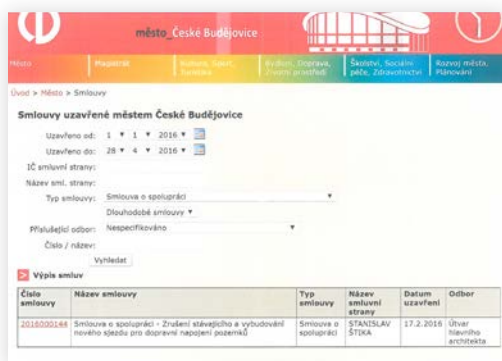 město_České Budějovice
Město Magistrát Kultura, Sport, Turistika Bydlení, Doprava, Životní prostředí Školství, Sociální péče, Zdravotnictví Rozvoj města, Plánování
Úvod > Město > Smlouvy
Smlouvy uzavřené městem České Budějovice
Uzavřeno od: 1 1 2016
Uzavřeno do: 28 4 2016
IČ smluvní strany:
Název sml. strany:
Typ smlouvy: Smlouva o spolupráci
Dlouhodobé smlouvy
Příslušející odbor: Nespecifikováno
Číslo / název:
Vyhledat
Výpis smluv
Číslo smlouvy Název smlouvy Typ smlouvy Název smluvní strany Datum uzavření Odbor
2016000144 Smlouva o spolupráci - Zrušení stávajícího a vybudování nového sjezdu pro dopravní napojení pozemků Smlouva o spolupráci STANISLAV ŠTIKA 17.2.2016 Útvar hlavního architekta